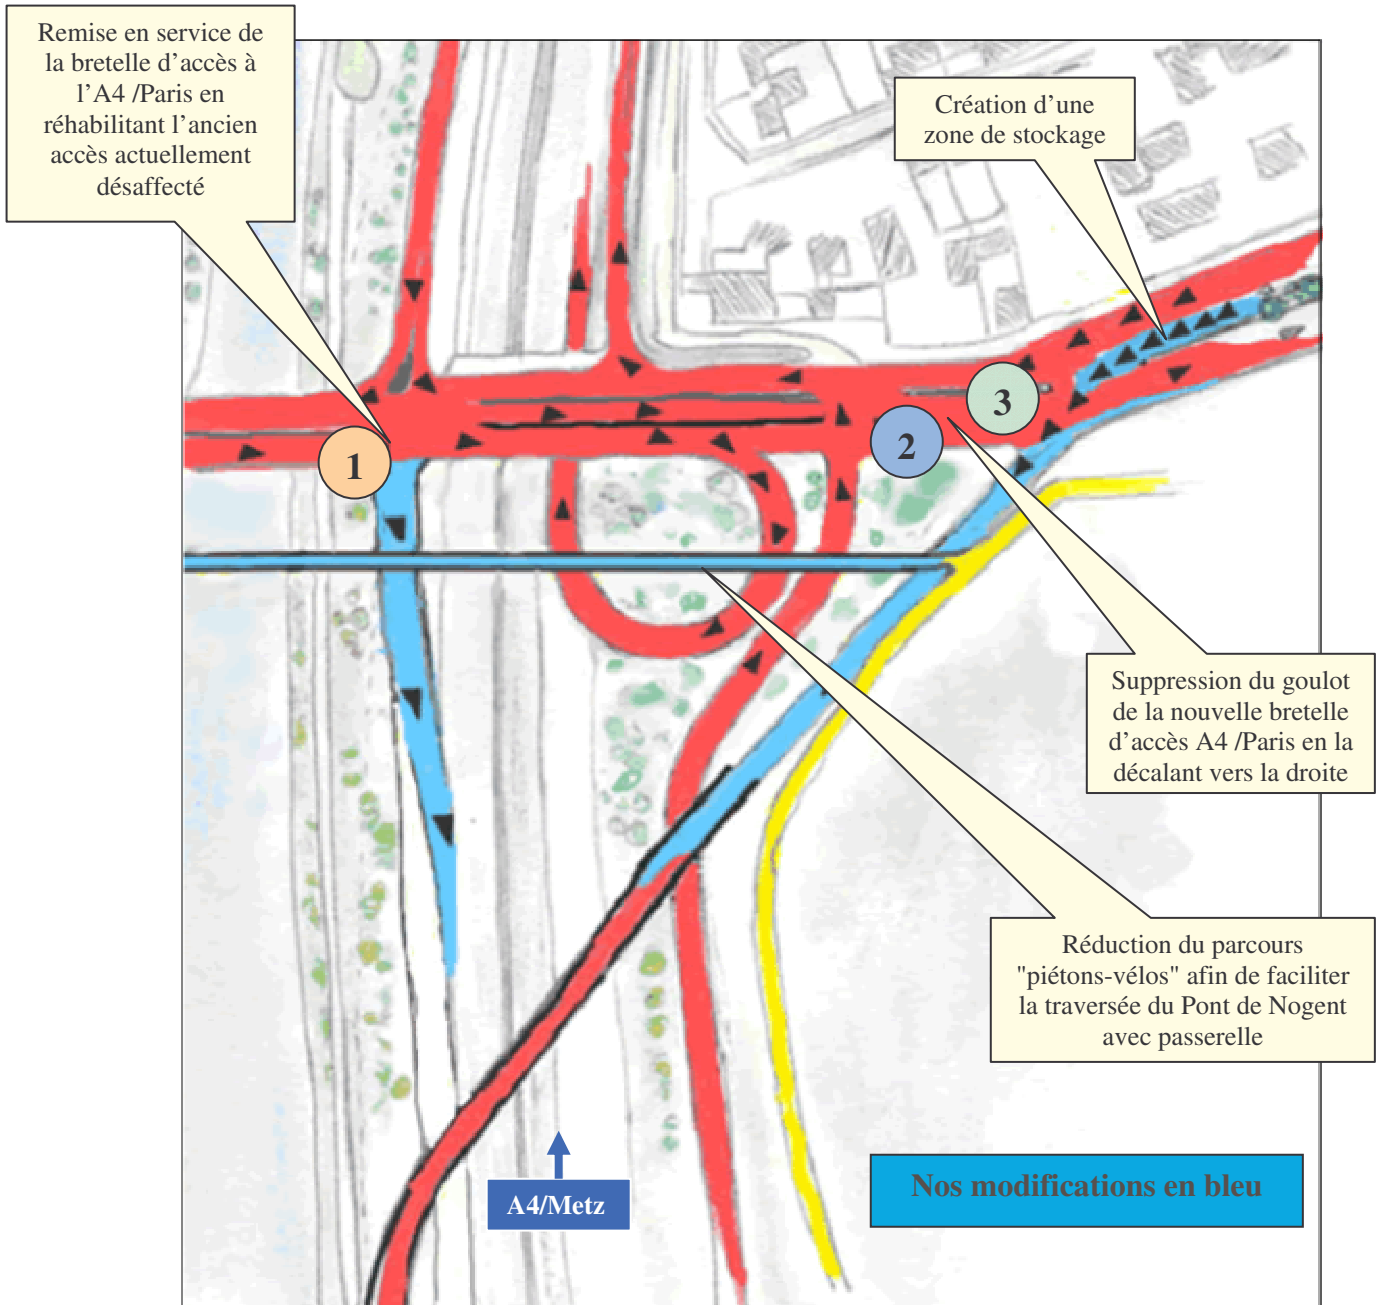 Remise en service de
la bretelle d’accès à
l’A4 /Paris en
réhabilitant l’ancien
accès actuellement
désaffecté
Création d’une
zone de stockage
3
2
1
Suppression du goulot
de la nouvelle bretelle
d’accès A4 /Paris en la
décalant vers la droite
Réduction du parcours
"piétons-vélos" afin de faciliter
la traversée du Pont de Nogent
avec passerelle
Nos modifications en bleu
A4/Metz